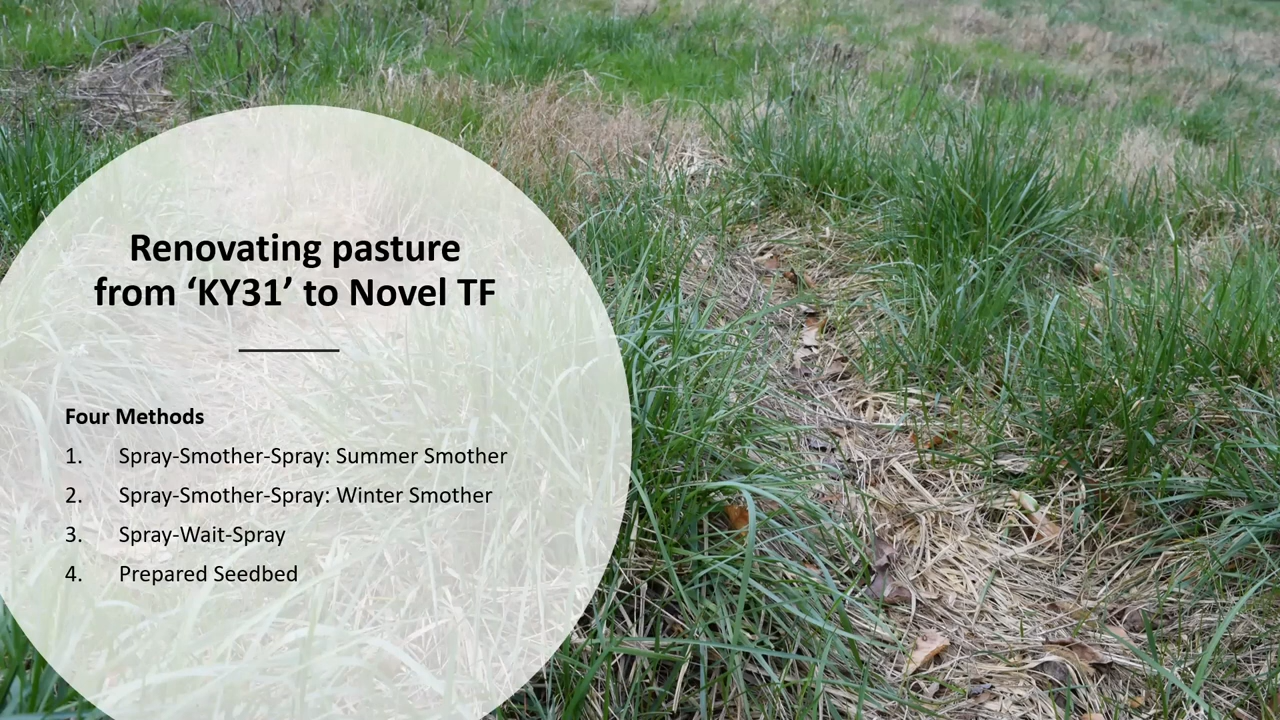 Renovating pasture
from ‘KY31’ to Novel TF
Four Methods
1. Spray-Smother-Spray: Summer Smother
2. Spray-Smother-Spray: Winter Smother
3. Spray-Wait-Spray
4. Prepared Seedbed